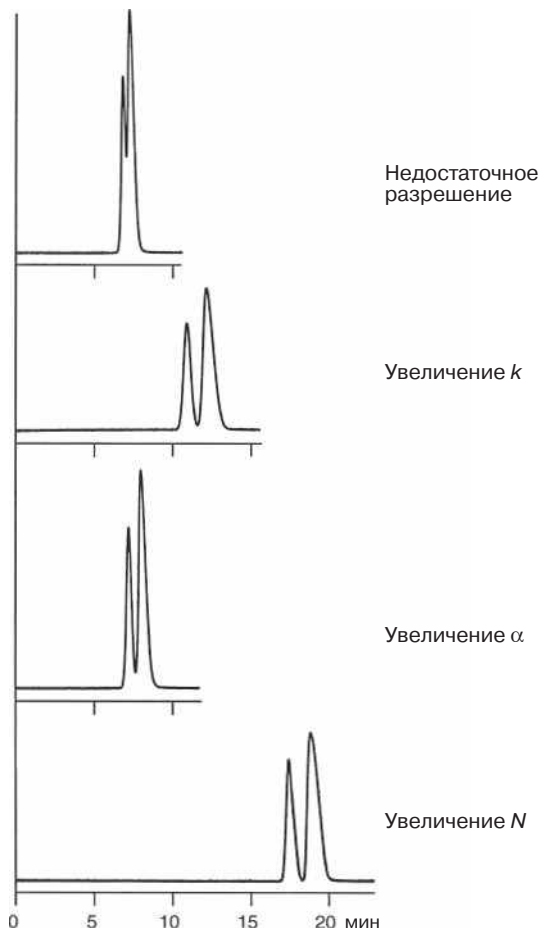 Недостаточное
разрешение
Увеличение k
Увеличение α
Увеличение N
0 5 10 15 20 мин